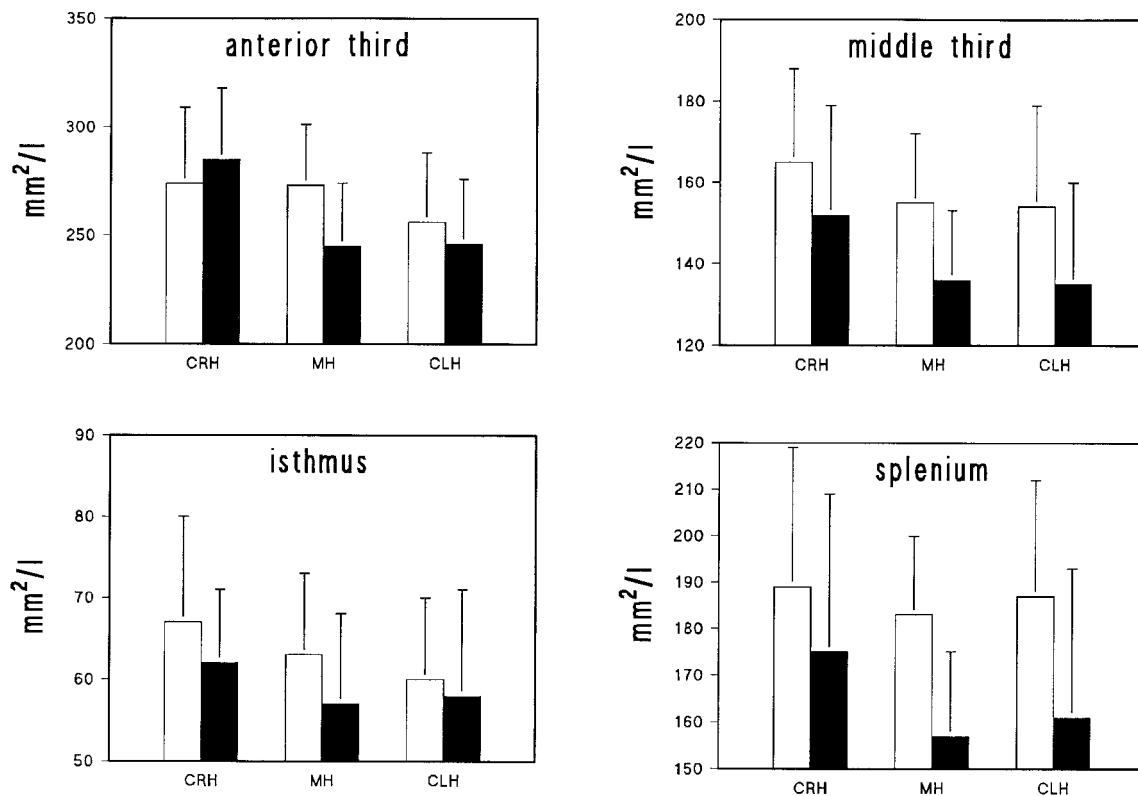 anterior third
mm²/l
350
300
250
200
CRH MH CLH
middle third
mm²/l
200
180
160
140
120
CRH MH CLH
isthmus
mm²/l
90
80
70
60
50
CRH MH CLH
splenium
mm²/l
220
210
200
190
180
170
160
150
CRH MH CLH